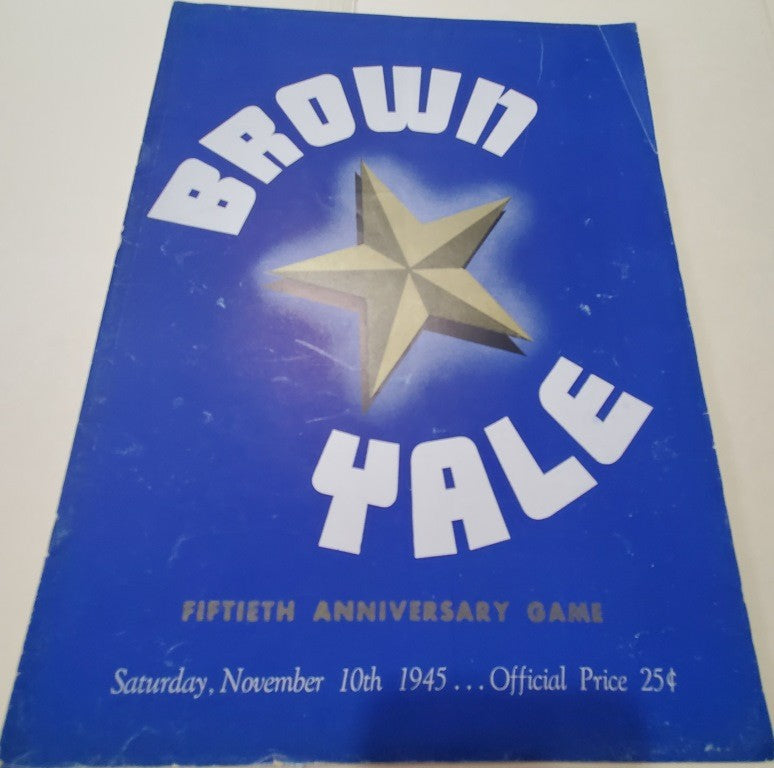 BROWN
YALE
FIFTIETH ANNIVERSARY GAME
Saturday, November 10th 1945... Official Price 25¢